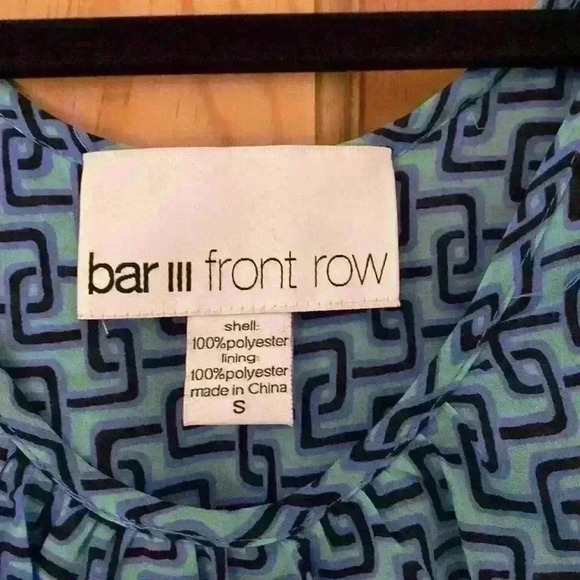 bar III front row
shell:
100%polyester
lining:
100%polyester
made in China
S